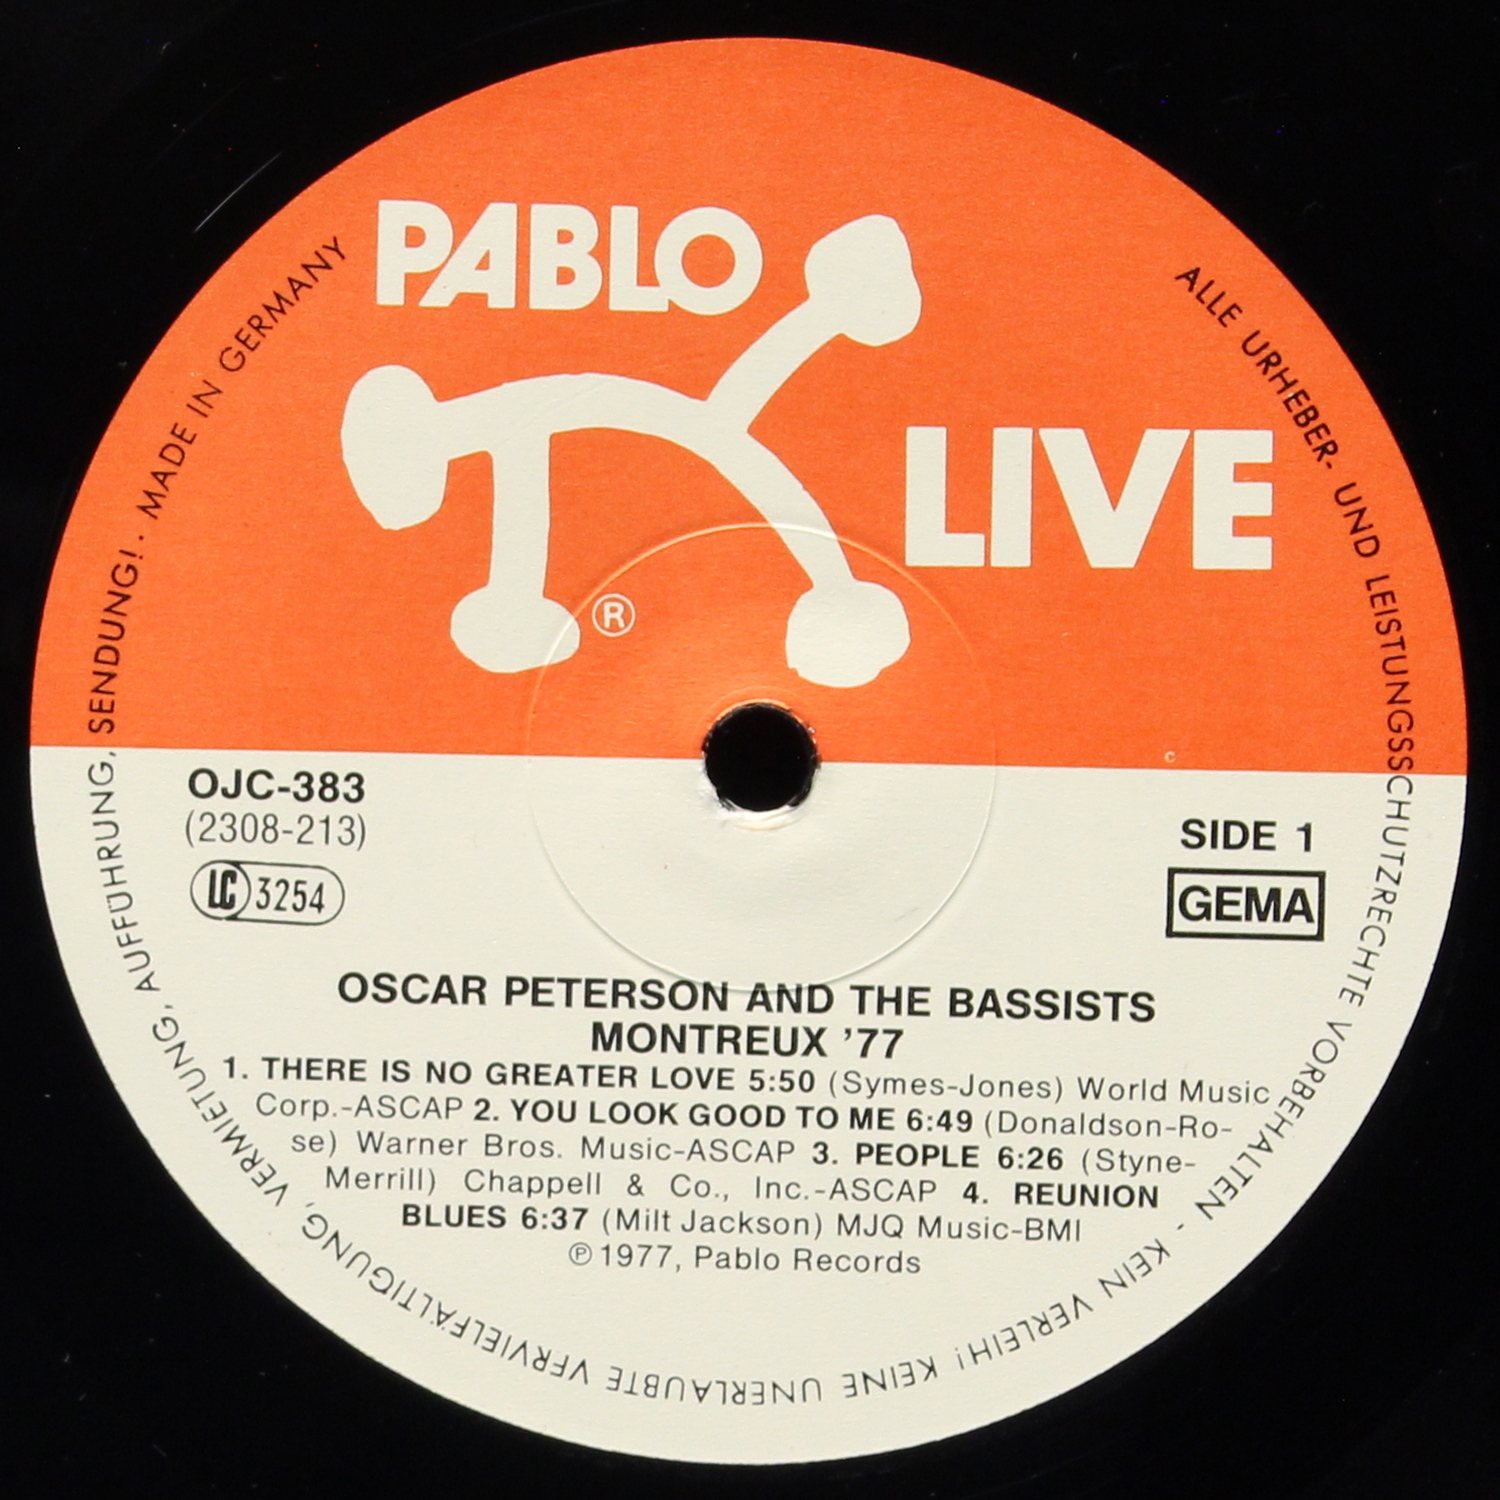 PABLO
LIVE
®
c
OJC-383
(2308-213)
LC 3254
SIDE 1
GEMA
OSCAR PETERSON AND THE BASSISTS
MONTREUX '77
1. THERE IS NO GREATER LOVE 5:50 (Symes-Jones) World Music
Corp.-ASCAP 2. YOU LOOK GOOD TO ME 6:49 (Donaldson-Ro-
se) Warner Bros. Music-ASCAP 3. PEOPLE 6:26 (Styne-
Merrill) Chappell & Co., Inc.-ASCAP 4. REUNION
BLUES 6:37 (Milt Jackson) MJQ Music-BMI
℗ 1977, Pablo Records
ALLE URHEBER- UND LEISTUNGSSCHUTZRECHTE VORBEHALTEN - KEIN VERLEIH! KEINE UNERLAUBTE VERVIELFÄLTIGUNG, VERMIETUNG, AUFFÜHRUNG, SENDUNG! · MADE IN GERMANY